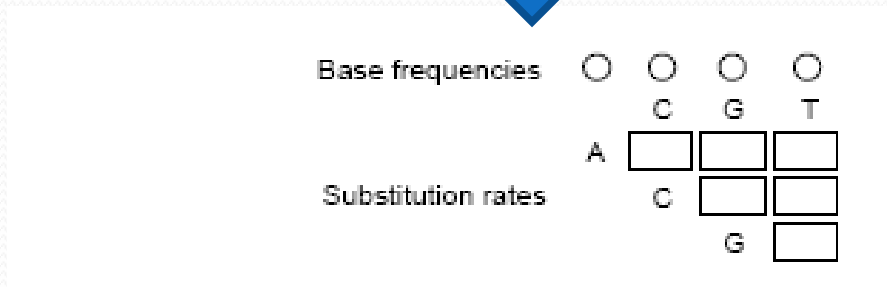 Base frequencies
C G T
A
Substitution rates C
G